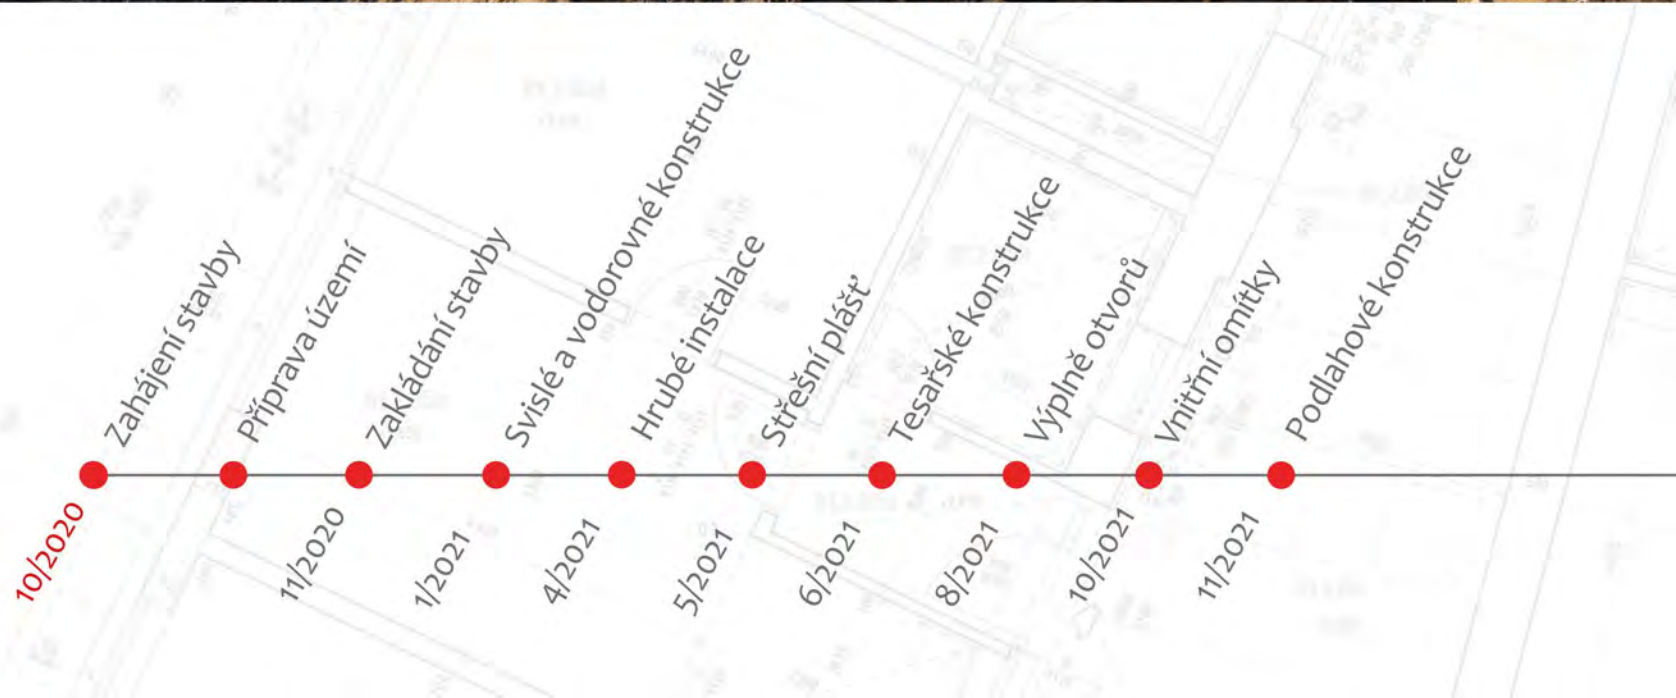 Zahájení stavby
Příprava území
Zakládání stavby
Svislé a vodorovné konstrukce
Hrubé instalace
Střešní plášť
Tesařské konstrukce
Výplně otvorů
Vnitřní omítky
Podlahové konstrukce
10/2020
11/2020
1/2021
4/2021
5/2021
6/2021
8/2021
10/2021
11/2021